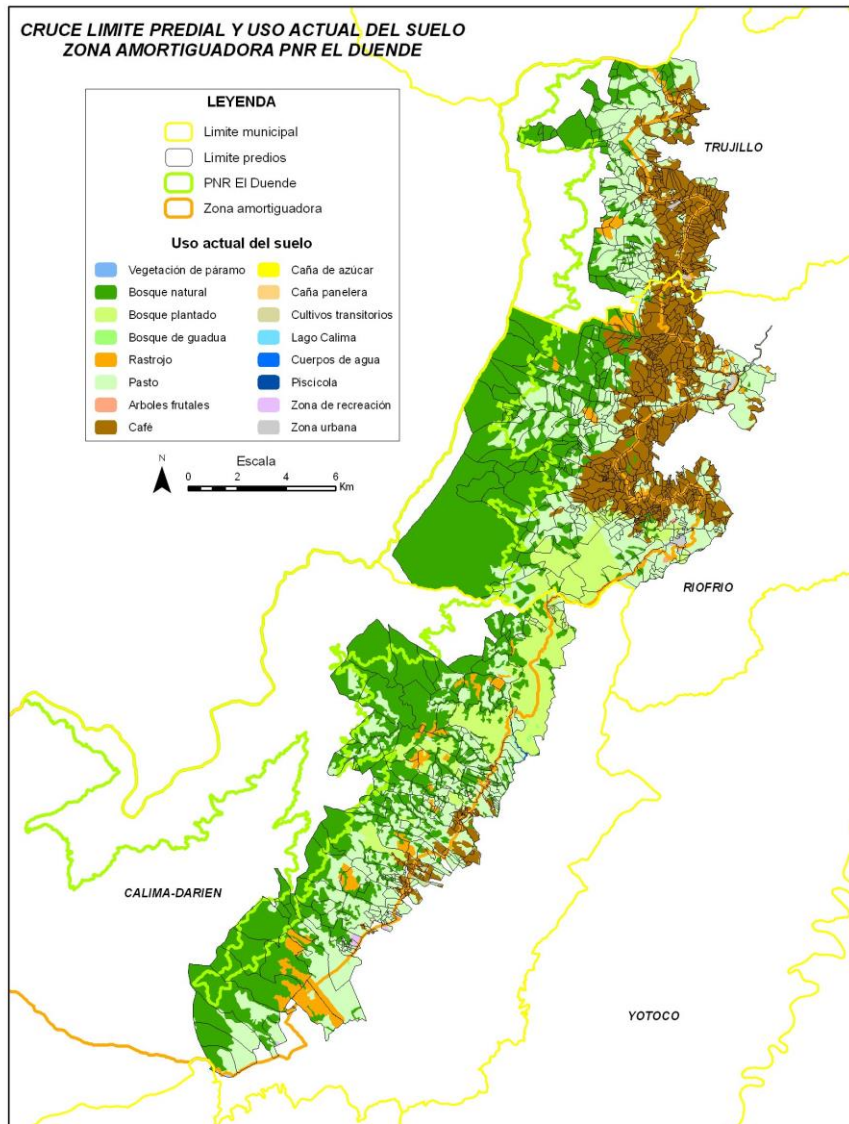 CRUCE LIMITE PREDIAL Y USO ACTUAL DEL SUELO
ZONA AMORTIGUADORA PNR EL DUENDE
LEYENDA
Limite municipal
Limite predios
PNR El Duende
Zona amortiguadora
Uso actual del suelo
Vegetación de páramo
Bosque natural
Bosque plantado
Bosque de guadua
Rastrojo
Pasto
Arboles frutales
Café
Caña de azúcar
Caña panelera
Cultivos transitorios
Lago Calima
Cuerpos de agua
Piscicola
Zona de recreación
Zona urbana
N
Escala
0 2 4 6
Km
TRUJILLO
RIOFRIO
CALIMA-DARIEN
YOTOCO